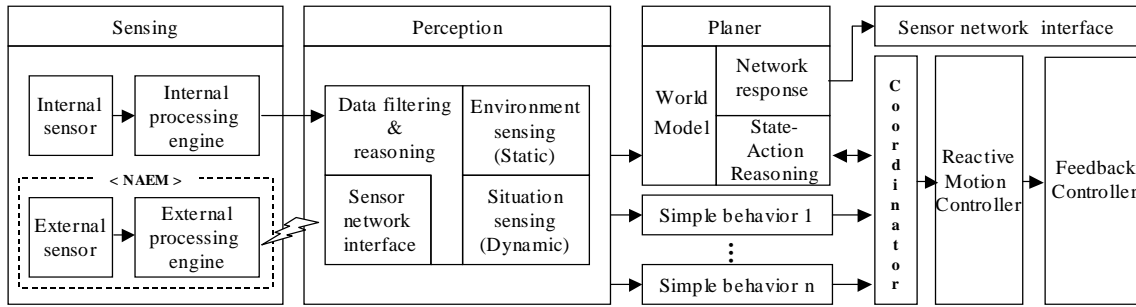 Sensing
Internal
sensor
Internal
processing
engine
< NAEM >
External
sensor
External
processing
engine
Perception
Data filtering
&
reasoning
Environment
sensing
(Static)
Sensor
network
interface
Situation
sensing
(Dynamic)
Planer
World
Model
Network
response
State-
Action
Reasoning
Simple behavior 1
Simple behavior n
Sensor network interface
Coordinator
Reactive
Motion
Controller
Feedback
Controller